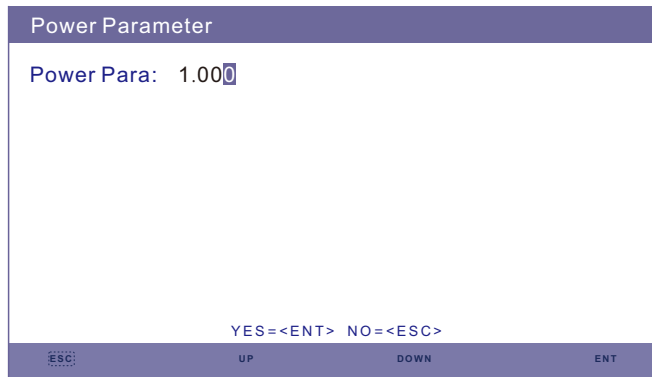 Power Parameter
Power Para: 1.000
YES=<ENT> NO=<ESC>
ESC UP DOWN ENT